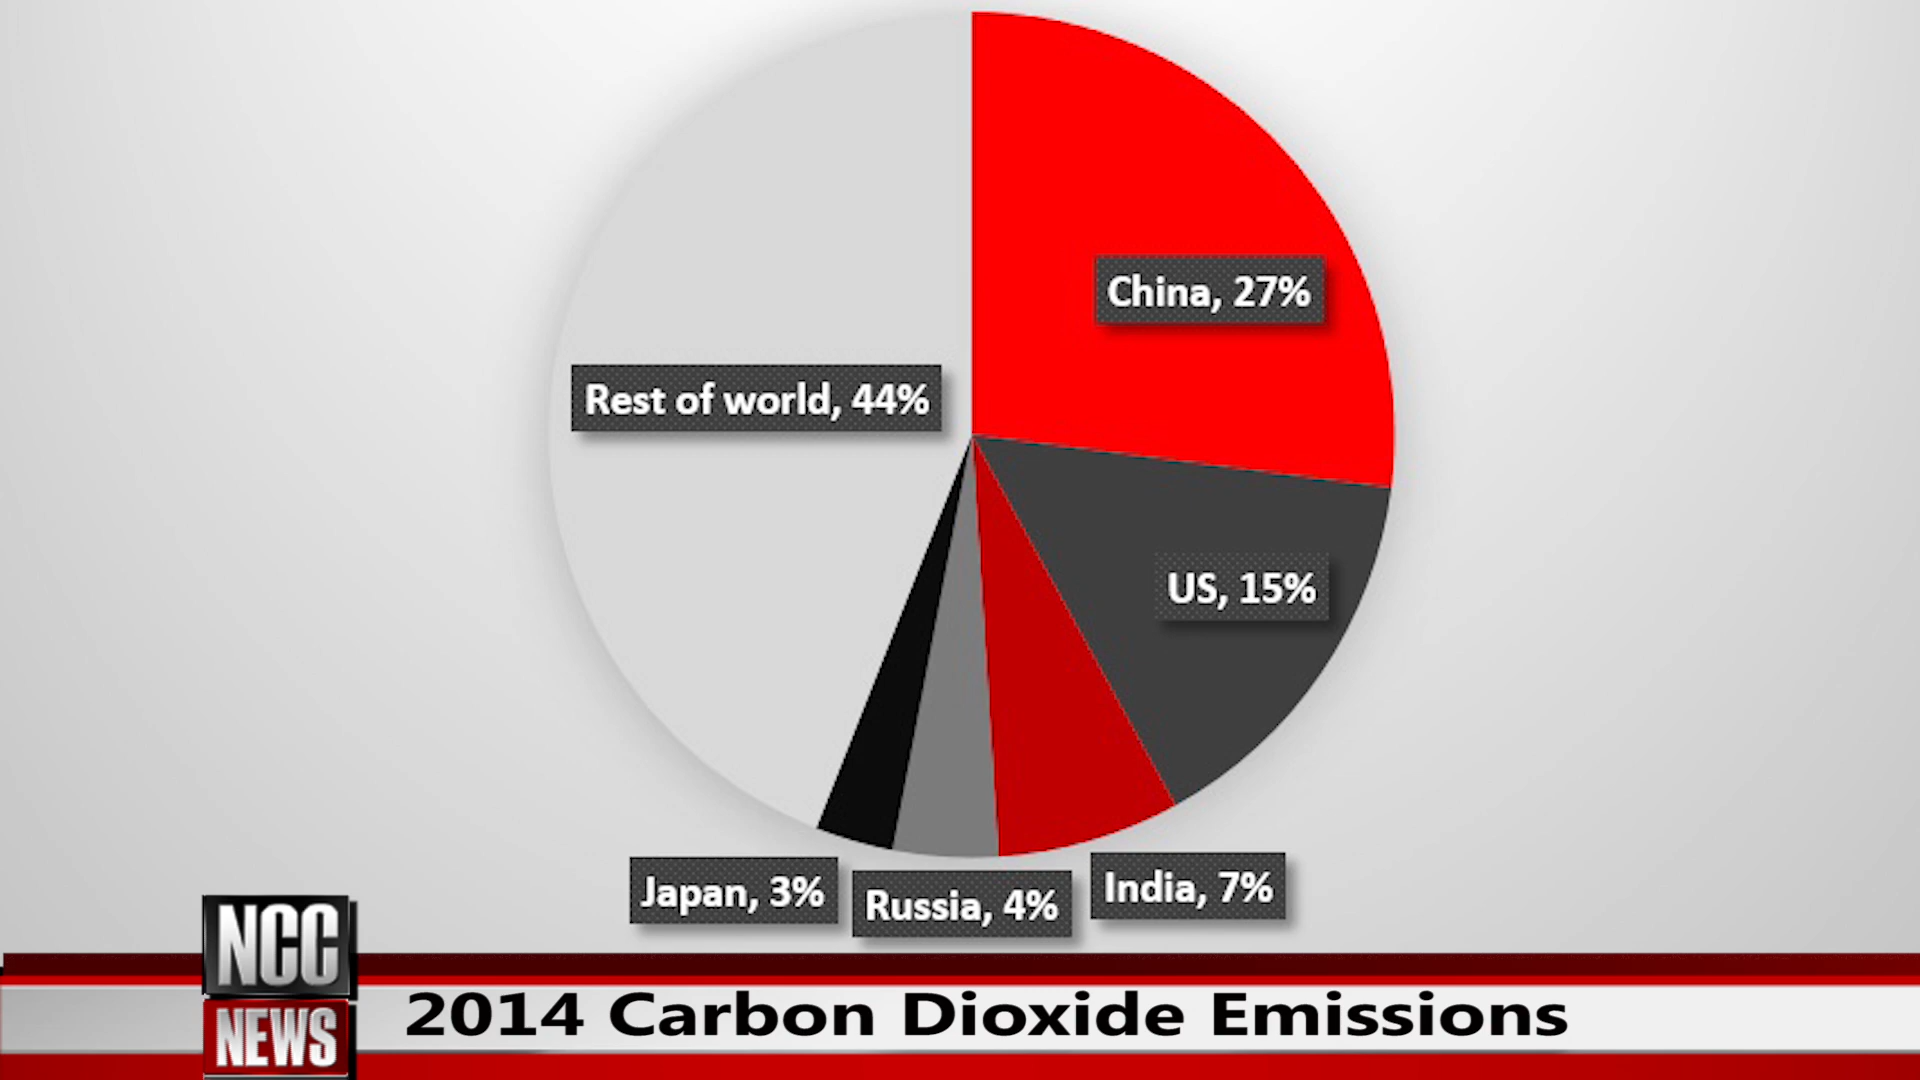 China, 27%
Rest of world, 44%
US, 15%
Japan, 3%
Russia, 4%
India, 7%
NCC
NEWS
2014 Carbon Dioxide Emissions